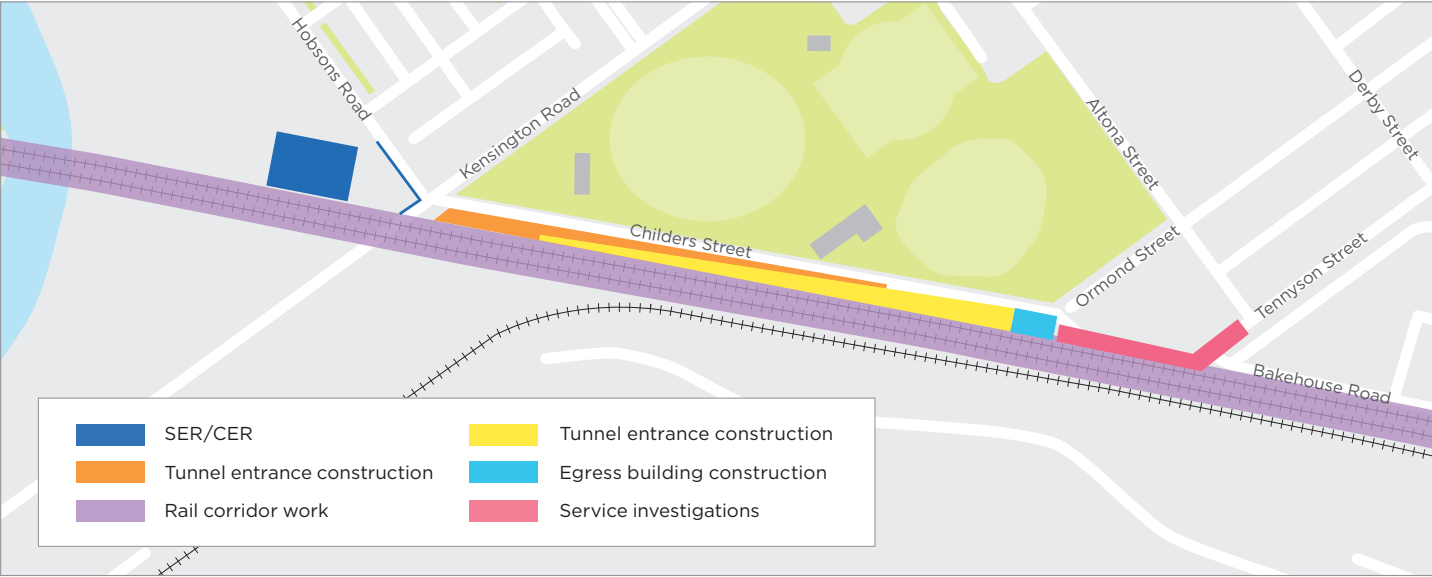 Hobsons Road
Kensington Road
Childers Street
Altona Street
Derby Street
Ormond Street
Tennyson Street
Bakehouse Road
SER/CER
Tunnel entrance construction
Rail corridor work
Tunnel entrance construction
Egress building construction
Service investigations